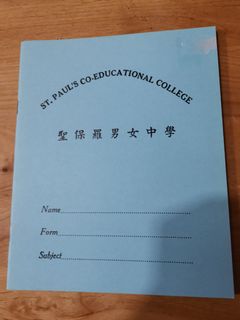 ST. PAUL'S CO-EDUCATIONAL COLLEGE
聖保羅男女中學
Name
Form
Subject